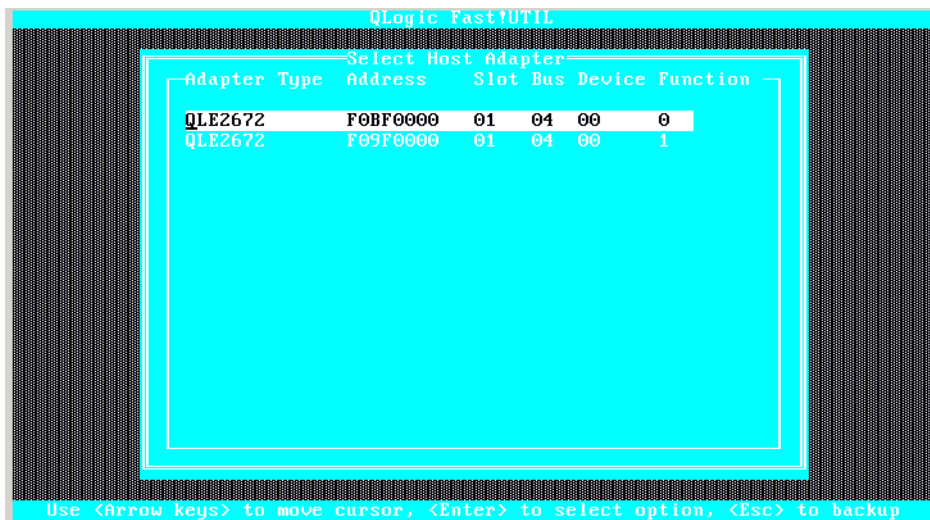 QLogic Fast!UTIL
Select Host Adapter
Adapter Type Address Slot Bus Device Function
QLE2672 F0BF0000 01 04 00 0
QLE2672 F09F0000 01 04 00 1
Use <Arrow keys> to move cursor, <Enter> to select option, <Esc> to backup